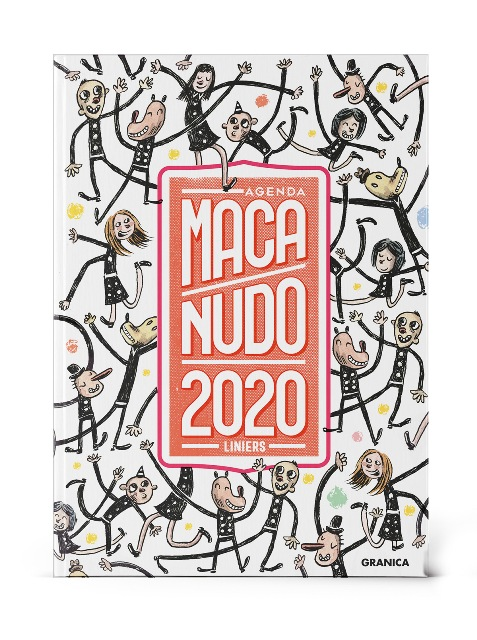 AGENDA
MACA
NUDO
2020
LINIERS
GRANICA